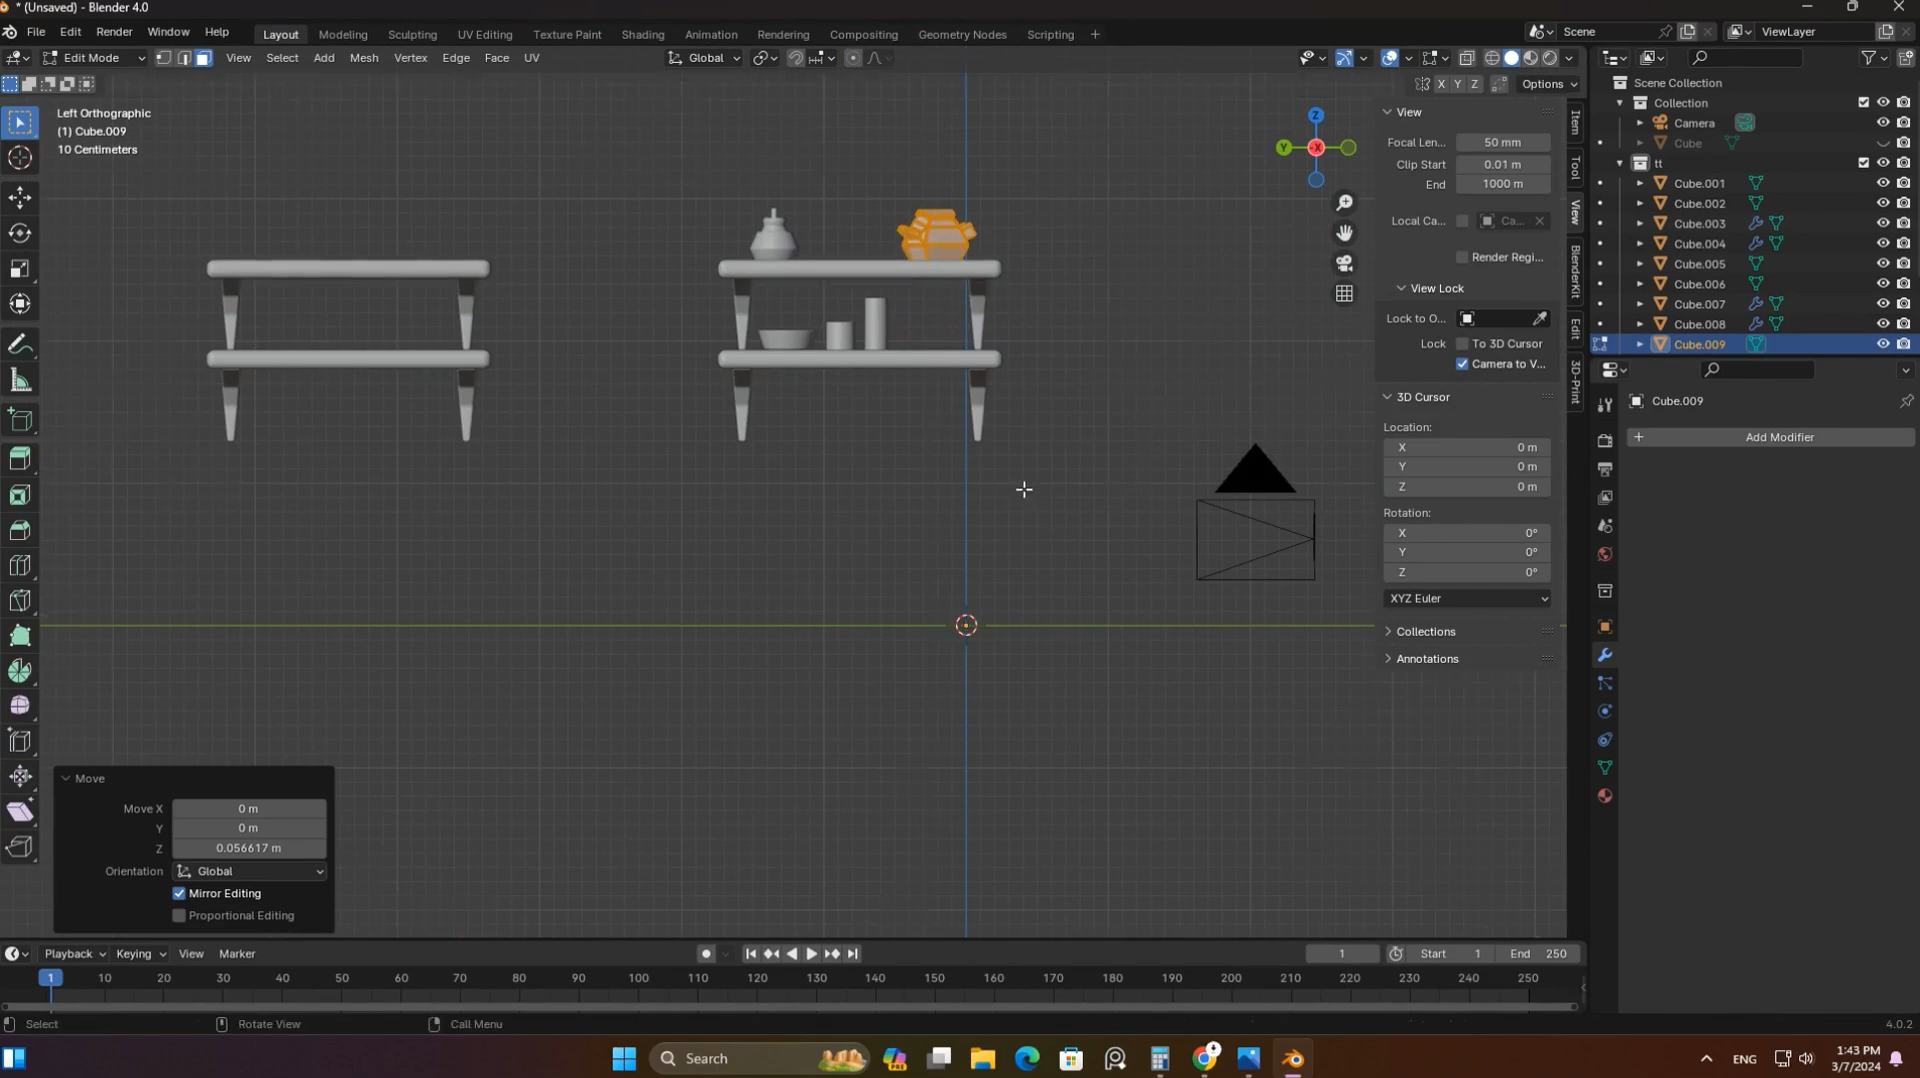 * (Unsaved) - Blender 4.0
File Edit Render Window Help
Layout Modeling Sculpting UV Editing Texture Paint Shading Animation Rendering Compositing Geometry Nodes Scripting +
Scene
ViewLayer
Edit Mode
View Select Add Mesh Vertex Edge Face UV
Global
X Y Z
Options
Left Orthographic
(1) Cube.009
10 Centimeters
Z
Y
-X
View
Focal Len... 50 mm
Clip Start 0.01 m
End 1000 m
Local Ca... Ca...
Render Regi...
View Lock
Lock to O...
Lock To 3D Cursor
Camera to V...
3D Cursor
Location:
X 0 m
Y 0 m
Z 0 m
Rotation:
X 0°
Y 0°
Z 0°
XYZ Euler
Collections
Annotations
Item
Tool
View
BlenderKit
Edit
3D-Print
Scene Collection
Collection
Camera
Cube
tt
Cube.001
Cube.002
Cube.003
Cube.004
Cube.005
Cube.006
Cube.007
Cube.008
Cube.009
Cube.009
+ Add Modifier
Move
Move X 0 m
Y 0 m
Z 0.056617 m
Orientation Global
Mirror Editing
Proportional Editing
Playback Keying View Marker
1
Start 1
End 250
1 10 20 30 40 50 60 70 80 90 100 110 120 130 140 150 160 170 180 190 200 210 220 230 240 250
Select
Rotate View
Call Menu
4.0.2
Search
PRE
ENG
1:43 PM
3/7/2024